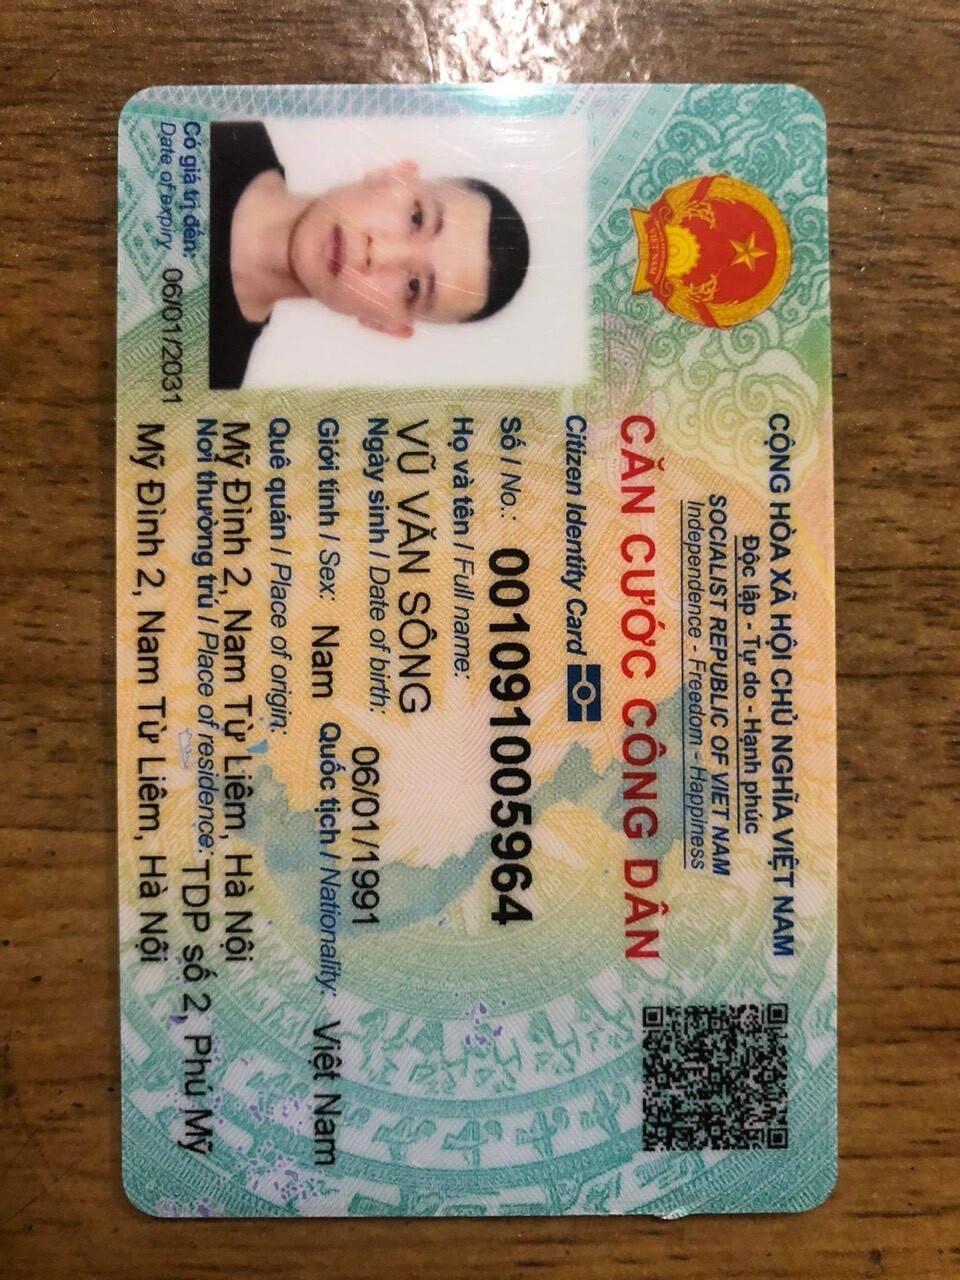 CỘNG HÒA XÃ HỘI CHỦ NGHĨA VIỆT NAM
Độc lập - Tự do - Hạnh phúc
SOCIALIST REPUBLIC OF VIET NAM
Independence - Freedom - Happiness
CĂN CƯỚC CÔNG DÂN
Citizen Identity Card
Số / No.: 001091005964
Họ và tên / Full name:
VŨ VĂN SÔNG
Ngày sinh / Date of birth: 06/01/1991
Giới tính / Sex: Nam Quốc tịch / Nationality: Việt Nam
Quê quán / Place of origin:
Mỹ Đình 2, Nam Từ Liêm, Hà Nội
Nơi thường trú / Place of residence: TDP số 2, Phú Mỹ
Mỹ Đình 2, Nam Từ Liêm, Hà Nội
Có giá trị đến: 06/01/2031
Date of expiry